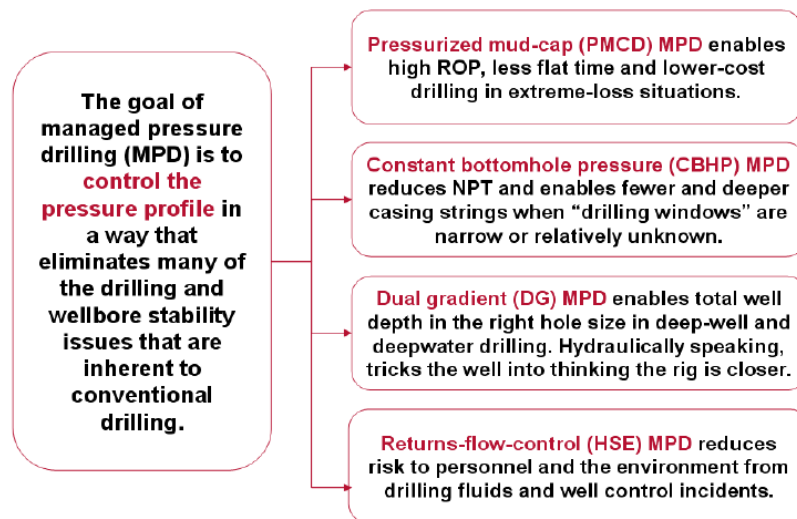 The goal of
managed pressure
drilling (MPD) is to
control the
pressure profile in
a way that
eliminates many of
the drilling and
wellbore stability
issues that are
inherent to
conventional
drilling.
Pressurized mud-cap (PMCD) MPD enables
high ROP, less flat time and lower-cost
drilling in extreme-loss situations.
Constant bottomhole pressure (CBHP) MPD
reduces NPT and enables fewer and deeper
casing strings when “drilling windows” are
narrow or relatively unknown.
Dual gradient (DG) MPD enables total well
depth in the right hole size in deep-well and
deepwater drilling. Hydraulically speaking,
tricks the well into thinking the rig is closer.
Returns-flow-control (HSE) MPD reduces
risk to personnel and the environment from
drilling fluids and well control incidents.